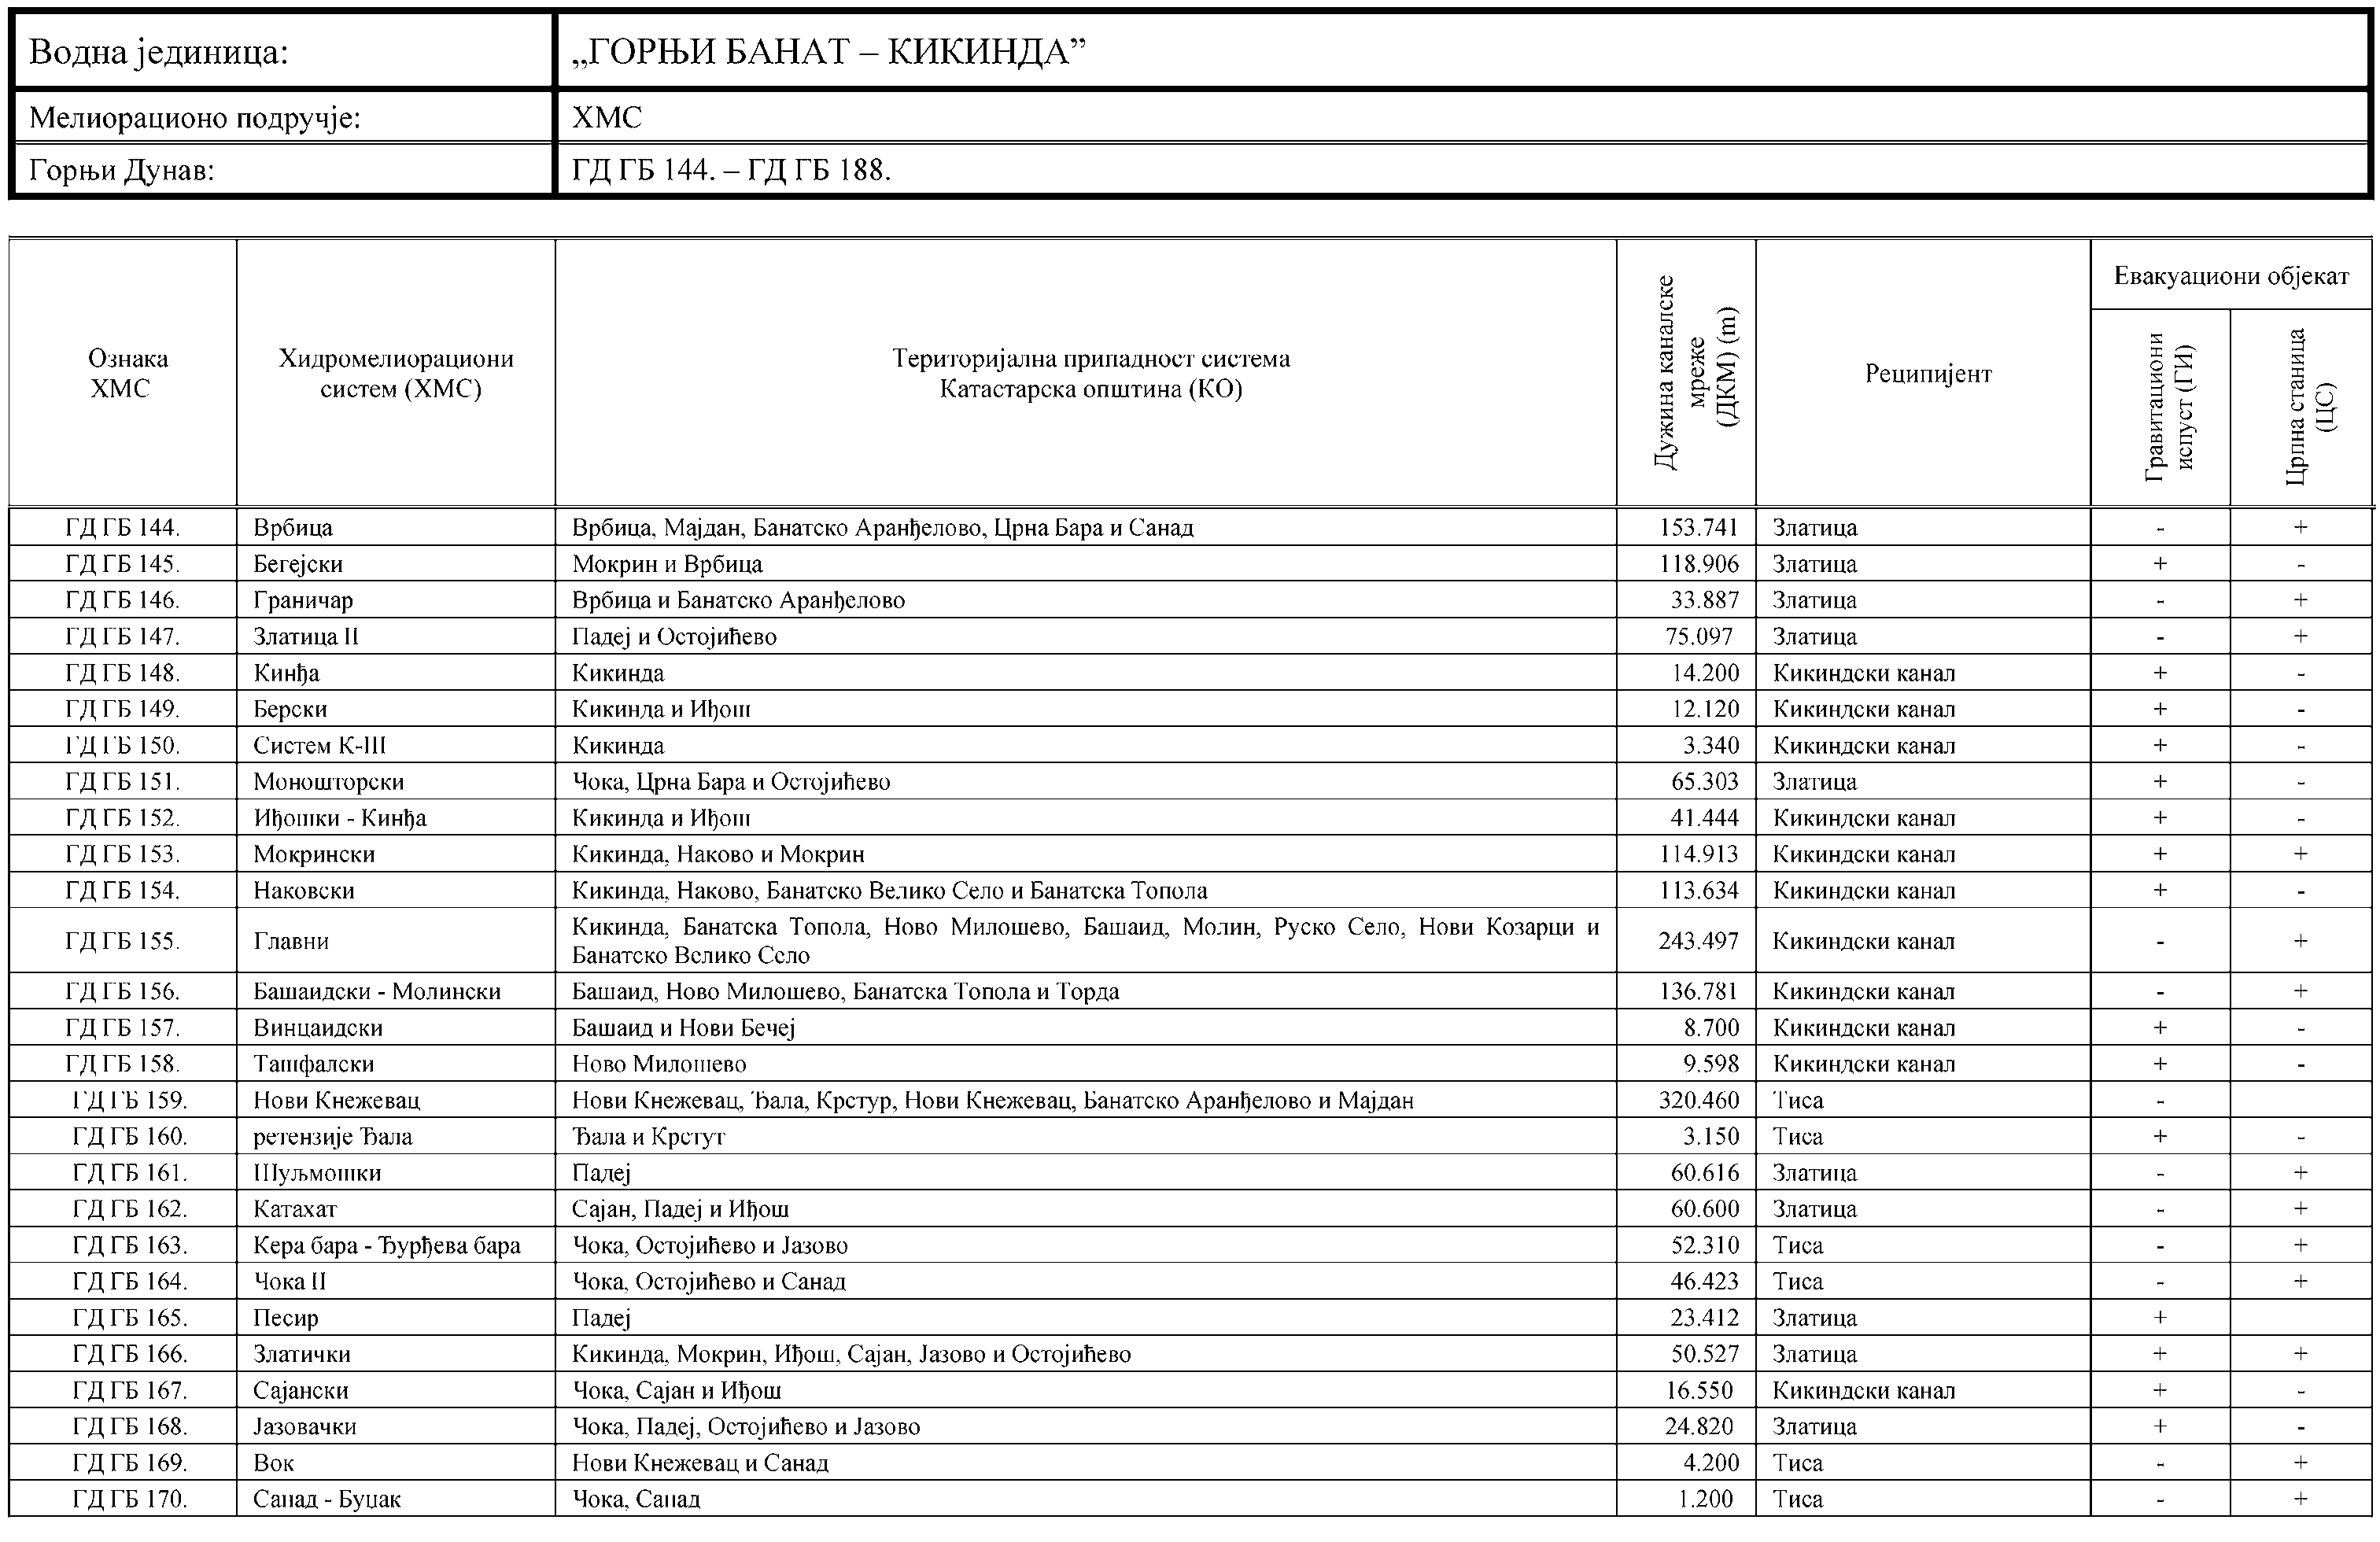 Водна јединица: „ГОРЊИ БАНАТ – КИКИНДА”
Мелиорационо подручје: ХМС
Горњи Дунав: ГД ГБ 144. – ГД ГБ 188.
Ознака ХМС
Хидромелиорациони систем (ХМС)
Територијална припадност система
Катастарска општина (КО)
Дужина каналске мреже (ДКМ) (m)
Реципијент
Евакуациони објекат
Гравитациони испуст (ГИ)
Црпна станица (ЦС)
ГД ГБ 144. Врбица Врбица, Мајдан, Банатско Аранђелово, Црна Бара и Санад 153.741 Златица - +
ГД ГБ 145. Бегејски Мокрин и Врбица 118.906 Златица + -
ГД ГБ 146. Граничар Врбица и Банатско Аранђелово 33.887 Златица - +
ГД ГБ 147. Златица II Падеј и Остојићево 75.097 Златица - +
ГД ГБ 148. Кинђа Кикинда 14.200 Кикиндски канал + -
ГД ГБ 149. Берски Кикинда и Иђош 12.120 Кикиндски канал + -
ГД ГБ 150. Систем К-III Кикинда 3.340 Кикиндски канал + -
ГД ГБ 151. Моношторски Чока, Црна Бара и Остојићево 65.303 Златица + -
ГД ГБ 152. Иђошки - Кинђа Кикинда и Иђош 41.444 Кикиндски канал + -
ГД ГБ 153. Мокрински Кикинда, Наково и Мокрин 114.913 Кикиндски канал + +
ГД ГБ 154. Наковски Кикинда, Наково, Банатско Велико Село и Банатска Топола 113.634 Кикиндски канал + -
ГД ГБ 155. Главни Кикинда, Банатска Топола, Ново Милошево, Башаид, Молин, Руско Село, Нови Козарци и
Банатско Велико Село 243.497 Кикиндски канал - +
ГД ГБ 156. Башаидски - Молински Башаид, Ново Милошево, Банатска Топола и Торда 136.781 Кикиндски канал - +
ГД ГБ 157. Винцаидски Башаид и Нови Бечеј 8.700 Кикиндски канал + -
ГД ГБ 158. Ташфалски Ново Милошево 9.598 Кикиндски канал + -
ГД ГБ 159. Нови Кнежевац Нови Кнежевац, Ђала, Крстур, Нови Кнежевац, Банатско Аранђелово и Мајдан 320.460 Тиса -
ГД ГБ 160. ретензије Ђала Ђала и Крстут 3.150 Тиса + -
ГД ГБ 161. Шуљмошки Падеј 60.616 Златица - +
ГД ГБ 162. Катахат Сајан, Падеј и Иђош 60.600 Златица - +
ГД ГБ 163. Кера бара - Ђурђева бара Чока, Остојићево и Јазово 52.310 Тиса - +
ГД ГБ 164. Чока II Чока, Остојићево и Санад 46.423 Тиса - +
ГД ГБ 165. Песир Падеј 23.412 Златица +
ГД ГБ 166. Златички Кикинда, Мокрин, Иђош, Сајан, Јазово и Остојићево 50.527 Златица + +
ГД ГБ 167. Сајански Чока, Сајан и Иђош 16.550 Кикиндски канал + -
ГД ГБ 168. Јазовачки Чока, Падеј, Остојићево и Јазово 24.820 Златица + -
ГД ГБ 169. Вок Нови Кнежевац и Санад 4.200 Тиса - +
ГД ГБ 170. Санад - Буџак Чока, Санад 1.200 Тиса - +